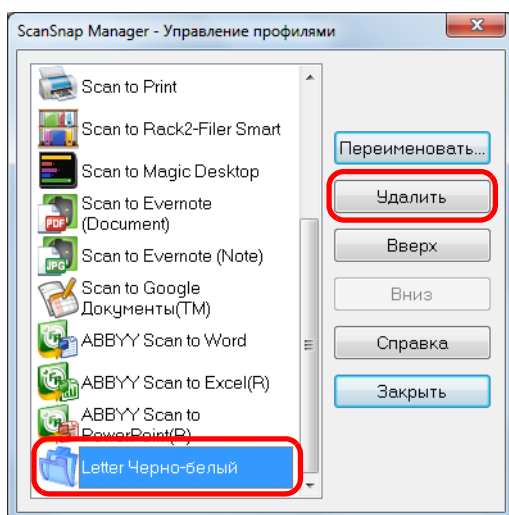 ScanSnap Manager - Управление профилями
Scan to Print
Scan to Rack2-Filer Smart
Scan to Magic Desktop
Scan to Evernote
(Document)
Scan to Evernote (Note)
Scan to Google
Документы(TM)
ABBYY Scan to Word
ABBYY Scan to Excel(R)
ABBYY Scan to
PowerPoint(R)
Letter Черно-белый
Переименовать...
Удалить
Вверх
Вниз
Справка
Закрыть
PDF
JPG